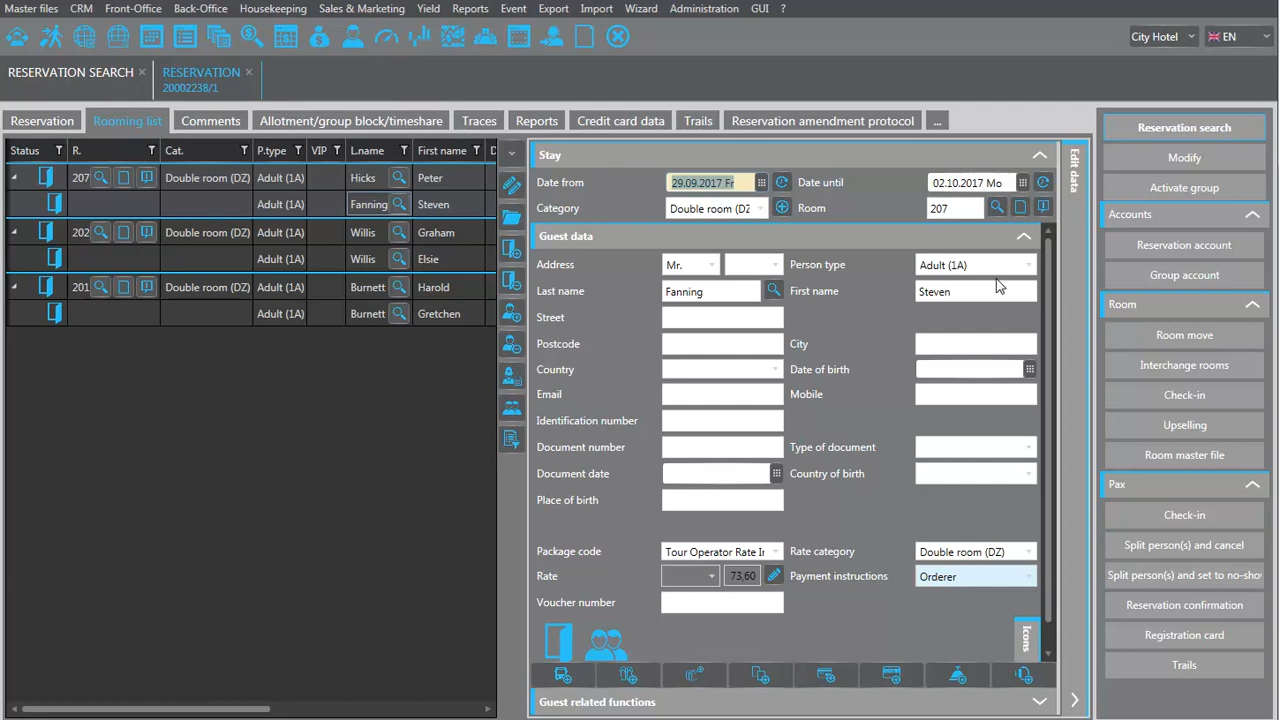 Master files CRM Front-Office Back-Office Housekeeping Sales & Marketing Yield Reports Event Export Import Wizard Administration GUI ?
City Hotel EN
RESERVATION SEARCH × RESERVATION ×
20002238/1
Reservation Rooming list Comments Allotment/group block/timeshare Traces Reports Credit card data Trails Reservation amendment protocol ...
Status R. Cat. P.type VIP L.name First name D
207 Double room (DZ) Adult (1A) Hicks Peter
Adult (1A) Fanning Steven
202 Double room (DZ) Adult (1A) Willis Graham
Adult (1A) Willis Elsie
201 Double room (DZ) Adult (1A) Burnett Harold
Adult (1A) Burnett Gretchen
Stay
Date from 29.09.2017 Fr Date until 02.10.2017 Mo
Category Double room (DZ Room 207
Guest data
Address Mr. Person type Adult (1A)
Last name Fanning First name Steven
Street
Postcode City
Country Date of birth
Email Mobile
Identification number
Document number Type of document
Document date Country of birth
Place of birth
Package code Tour Operator Rate Ir Rate category Double room (DZ)
Rate 73,60 Payment instructions Orderer
Voucher number
Icons
Guest related functions
Edit data
Reservation search
Modify
Activate group
Accounts
Reservation account
Group account
Room
Room move
Interchange rooms
Check-in
Upselling
Room master file
Pax
Check-in
Split person(s) and cancel
Split person(s) and set to no-sho
Reservation confirmation
Registration card
Trails